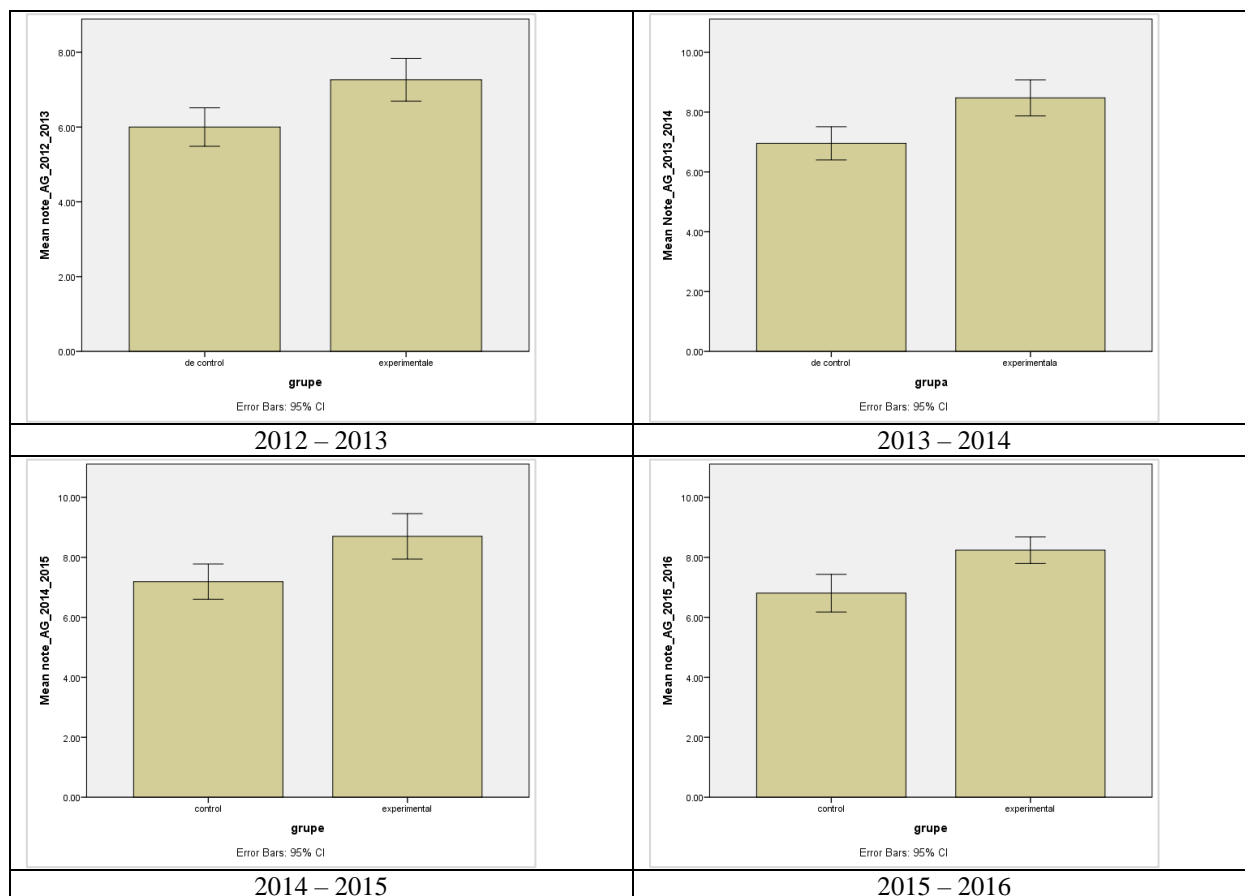 8.00
6.00
4.00
2.00
0.00
Mean note_AG_2012_2013
de control
experimentale
grupe
Error Bars: 95% CI
10.00
8.00
6.00
4.00
2.00
0.00
Mean Note_AG_2013_2014
de control
experimentala
grupa
Error Bars: 95% CI
2012 – 2013
2013 – 2014
10.00
8.00
6.00
4.00
2.00
0.00
Mean note_AG_2014_2015
control
experimental
grupe
Error Bars: 95% CI
10.00
8.00
6.00
4.00
2.00
0.00
Mean note_AG_2015_2016
control
experimental
grupe
Error Bars: 95% CI
2014 – 2015
2015 – 2016